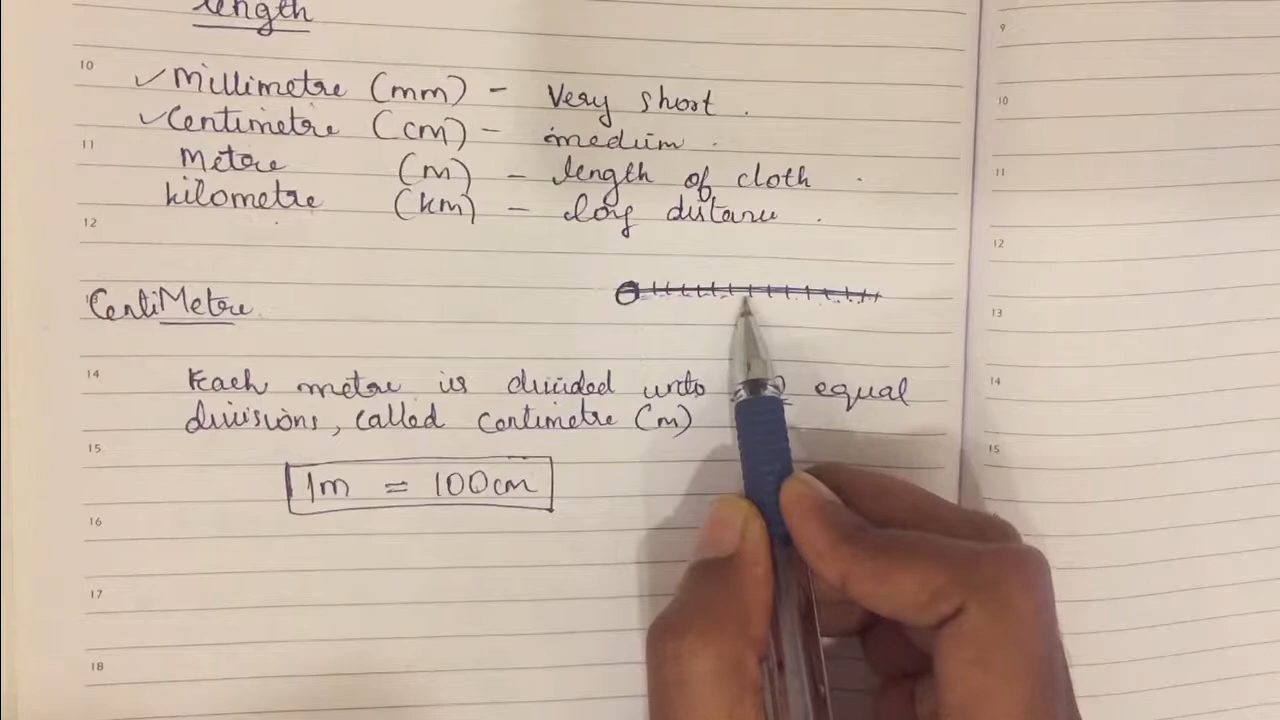 length
10
✓ Millimetre (mm) - Very short.
✓ Centimetre (cm) - medium.
11
Metre (m) - length of cloth.
Kilometre (km) - long distance.
12
CentiMetre
14
Each metre is divided into equal
divisions, called centimetre (m)
15
1m = 100cm
16
17
18
9
10
11
12
13
14
15